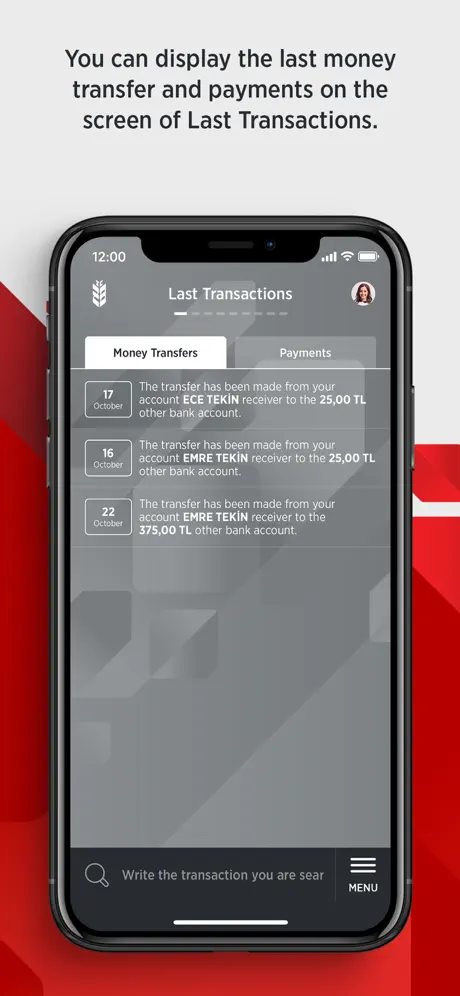 You can display the last money
transfer and payments on the
screen of Last Transactions.
12:00
Last Transactions
Money Transfers
Payments
17
October
The transfer has been made from your
account ECE TEKİN receiver to the 25,00 TL
other bank account.
16
October
The transfer has been made from your
account EMRE TEKİN receiver to the 25,00 TL
other bank account.
22
October
The transfer has been made from your
account EMRE TEKİN receiver to the
375,00 TL other bank account.
Write the transaction you are sear
MENU